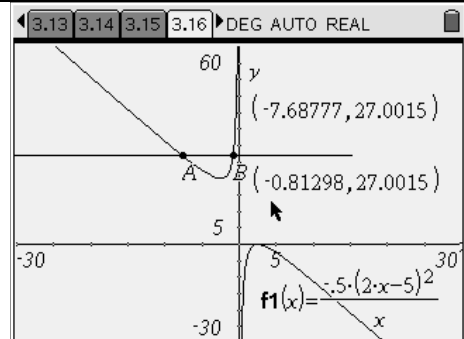 3.13 3.14 3.15 3.16 DEG AUTO REAL
60 y
(-7.68777,27.0015)
A B (-0.81298,27.0015)
5
-30 5 30
f1(x)=-.5·(2·x-5)²/x
-30